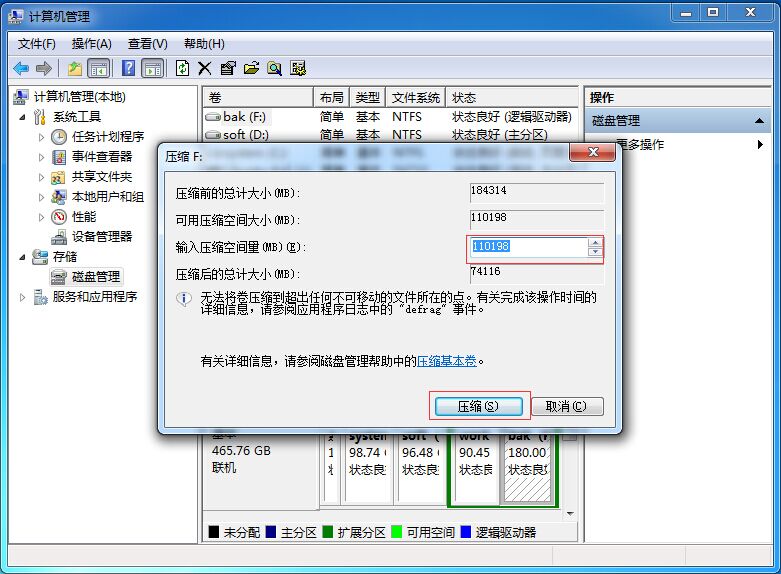 计算机管理
文件(F) 操作(A) 查看(V) 帮助(H)
计算机管理(本地)
系统工具
任务计划程序
事件查看器
共享文件夹
本地用户和组
性能
设备管理器
存储
磁盘管理
服务和应用程序
卷 布局 类型 文件系统 状态
bak (F:) 简单 基本 NTFS 状态良好 (逻辑驱动器)
soft (D:) 简单 基本 NTFS 状态良好 (主分区)
操作
磁盘管理
更多操作
压缩 F:
压缩前的总计大小(MB): 184314
可用压缩空间大小(MB): 110198
输入压缩空间量(MB)(E): 110198
压缩后的总计大小(MB): 74116
无法将卷压缩到超出任何不可移动的文件所在的点。有关完成该操作时间的
详细信息，请参阅应用程序日志中的 "defrag" 事件。
有关详细信息，请参阅磁盘管理帮助中的压缩基本卷。
压缩(S) 取消(C)
基本
465.76 GB
联机
system
98.74
状态良
soft (
96.48
状态良
work
90.45
状态良
bak (F
180.00
状态良
未分配 主分区 扩展分区 可用空间 逻辑驱动器